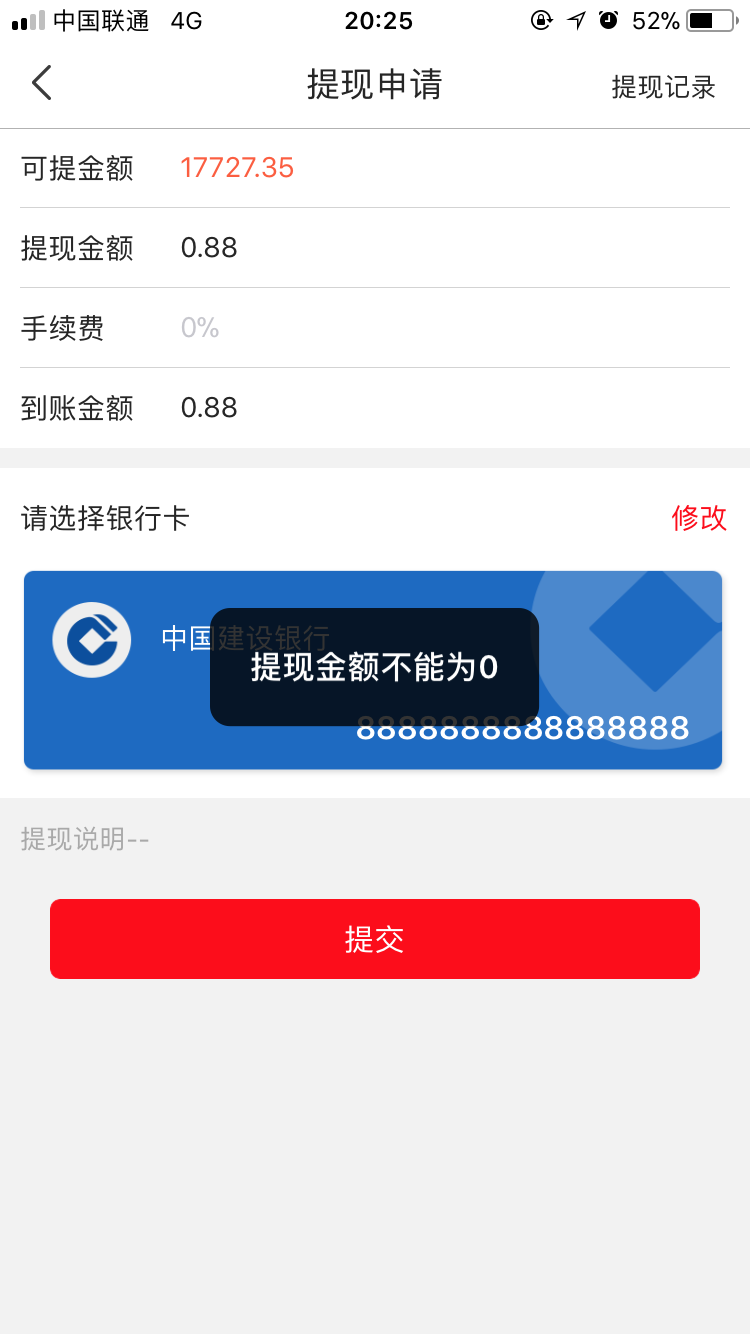 中国联通 4G 20:25 52%
提现申请 提现记录
可提金额 17727.35
提现金额 0.88
手续费 0%
到账金额 0.88
请选择银行卡 修改
中国建设银行
提现金额不能为0
8888888888888888
提现说明--
提交